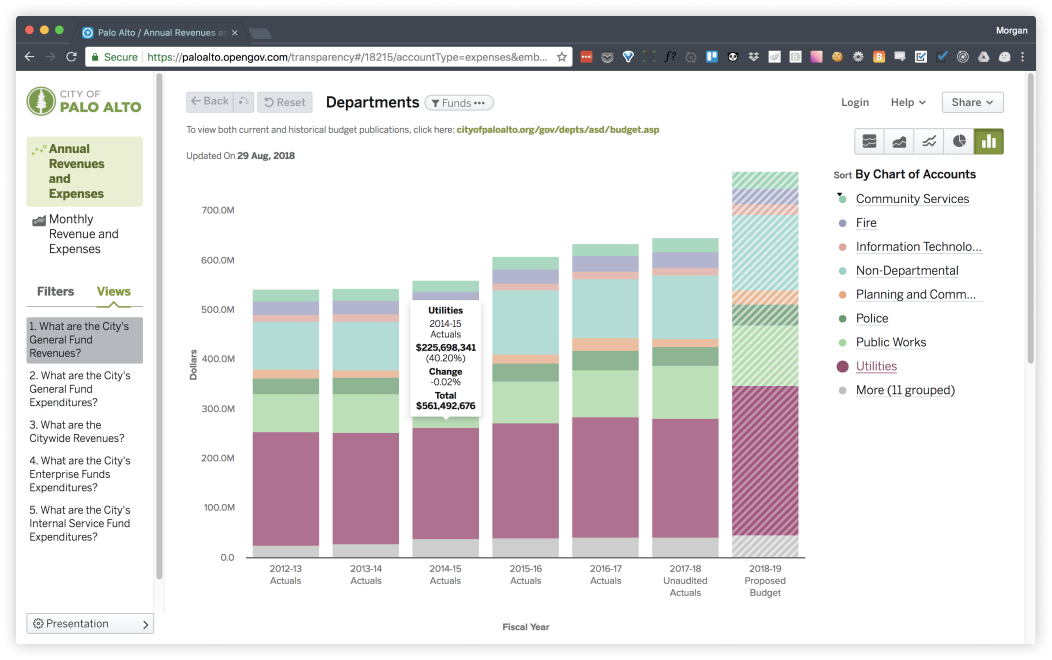 Palo Alto / Annual Revenues an
Morgan
Secure
https://paloalto.opengov.com/transparency#/18215/accountType=expenses&emb...
CITY OF
PALO ALTO
Annual
Revenues
and
Expenses
Monthly
Revenue and
Expenses
Filters
Views
1. What are the City's
General Fund
Revenues?
2. What are the City's
General Fund
Expenditures?
3. What are the
Citywide Revenues?
4. What are the City's
Enterprise Funds
Expenditures?
5. What are the City's
Internal Service Fund
Expenditures?
Presentation
Back
Reset
Departments
Funds •••
Login
Help
Share
To view both current and historical budget publications, click here: cityofpaloalto.org/gov/depts/asd/budget.asp
Updated On 29 Aug, 2018
Dollars
700.0M
600.0M
500.0M
400.0M
300.0M
200.0M
100.0M
0.0
Utilities
2014-15
Actuals
$225,698,341
(40.20%)
Change
-0.02%
Total
$561,492,676
2012-13
Actuals
2013-14
Actuals
2014-15
Actuals
2015-16
Actuals
2016-17
Actuals
2017-18
Unaudited
Actuals
2018-19
Proposed
Budget
Fiscal Year
Sort By Chart of Accounts
Community Services
Fire
Information Technolo...
Non-Departmental
Planning and Comm...
Police
Public Works
Utilities
More (11 grouped)